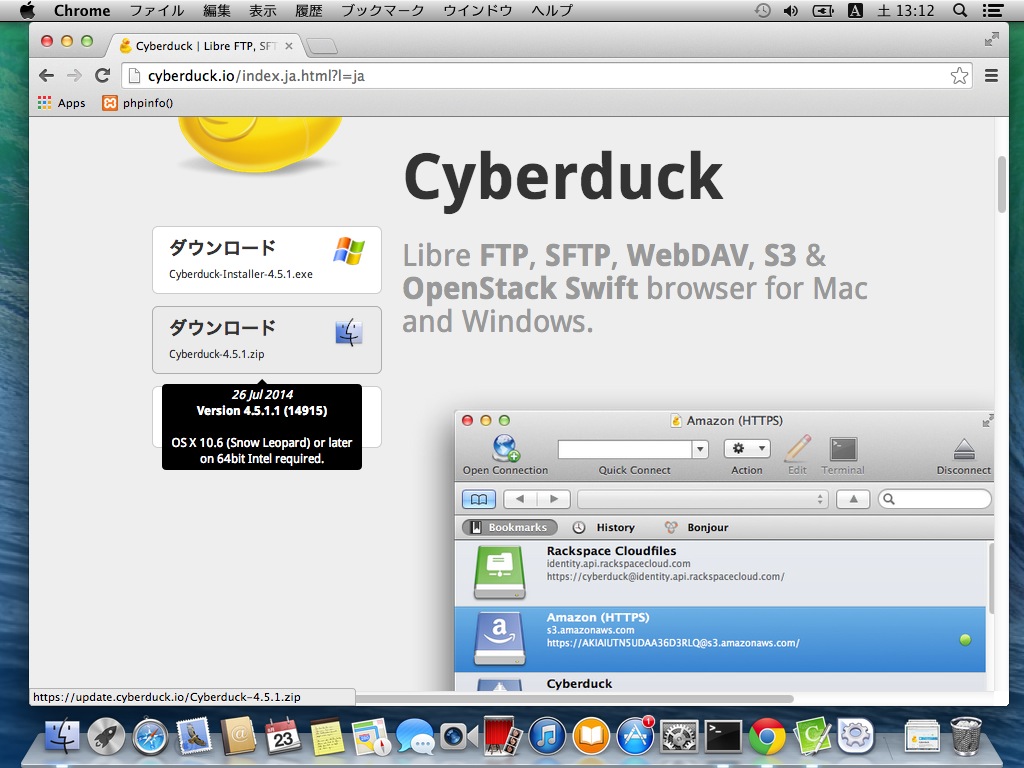 Chrome ファイル 編集 表示 履歴 ブックマーク ウインドウ ヘルプ A 土 13:12
Cyberduck | Libre FTP, SFT
cyberduck.io/index.ja.html?l=ja
Apps phpinfo()
Cyberduck
Libre FTP, SFTP, WebDAV, S3 &
OpenStack Swift browser for Mac
and Windows.
ダウンロード
Cyberduck-Installer-4.5.1.exe
ダウンロード
Cyberduck-4.5.1.zip
26 Jul 2014
Version 4.5.1.1 (14915)
OS X 10.6 (Snow Leopard) or later
on 64bit Intel required.
Amazon (HTTPS)
Open Connection Quick Connect Action Edit Terminal Disconnect
Bookmarks History Bonjour
Rackspace Cloudfiles
identity.api.rackspacecloud.com
https://cyberduck@identity.api.rackspacecloud.com/
Amazon (HTTPS)
s3.amazonaws.com
https://AKIAIUTN5UDAA36D3RLQ@s3.amazonaws.com/
Cyberduck
https://update.cyberduck.io/Cyberduck-4.5.1.zip
23
1